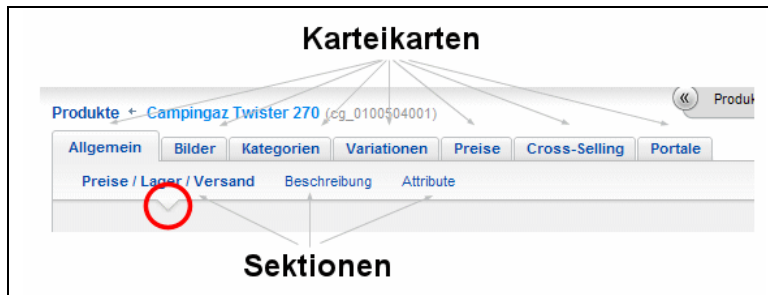 Karteikarten
Produkte ← Campingaz Twister 270 (cg_0100504001)
« Produk
Allgemein Bilder Kategorien Variationen Preise Cross-Selling Portale
Preise / Lager / Versand Beschreibung Attribute
Sektionen